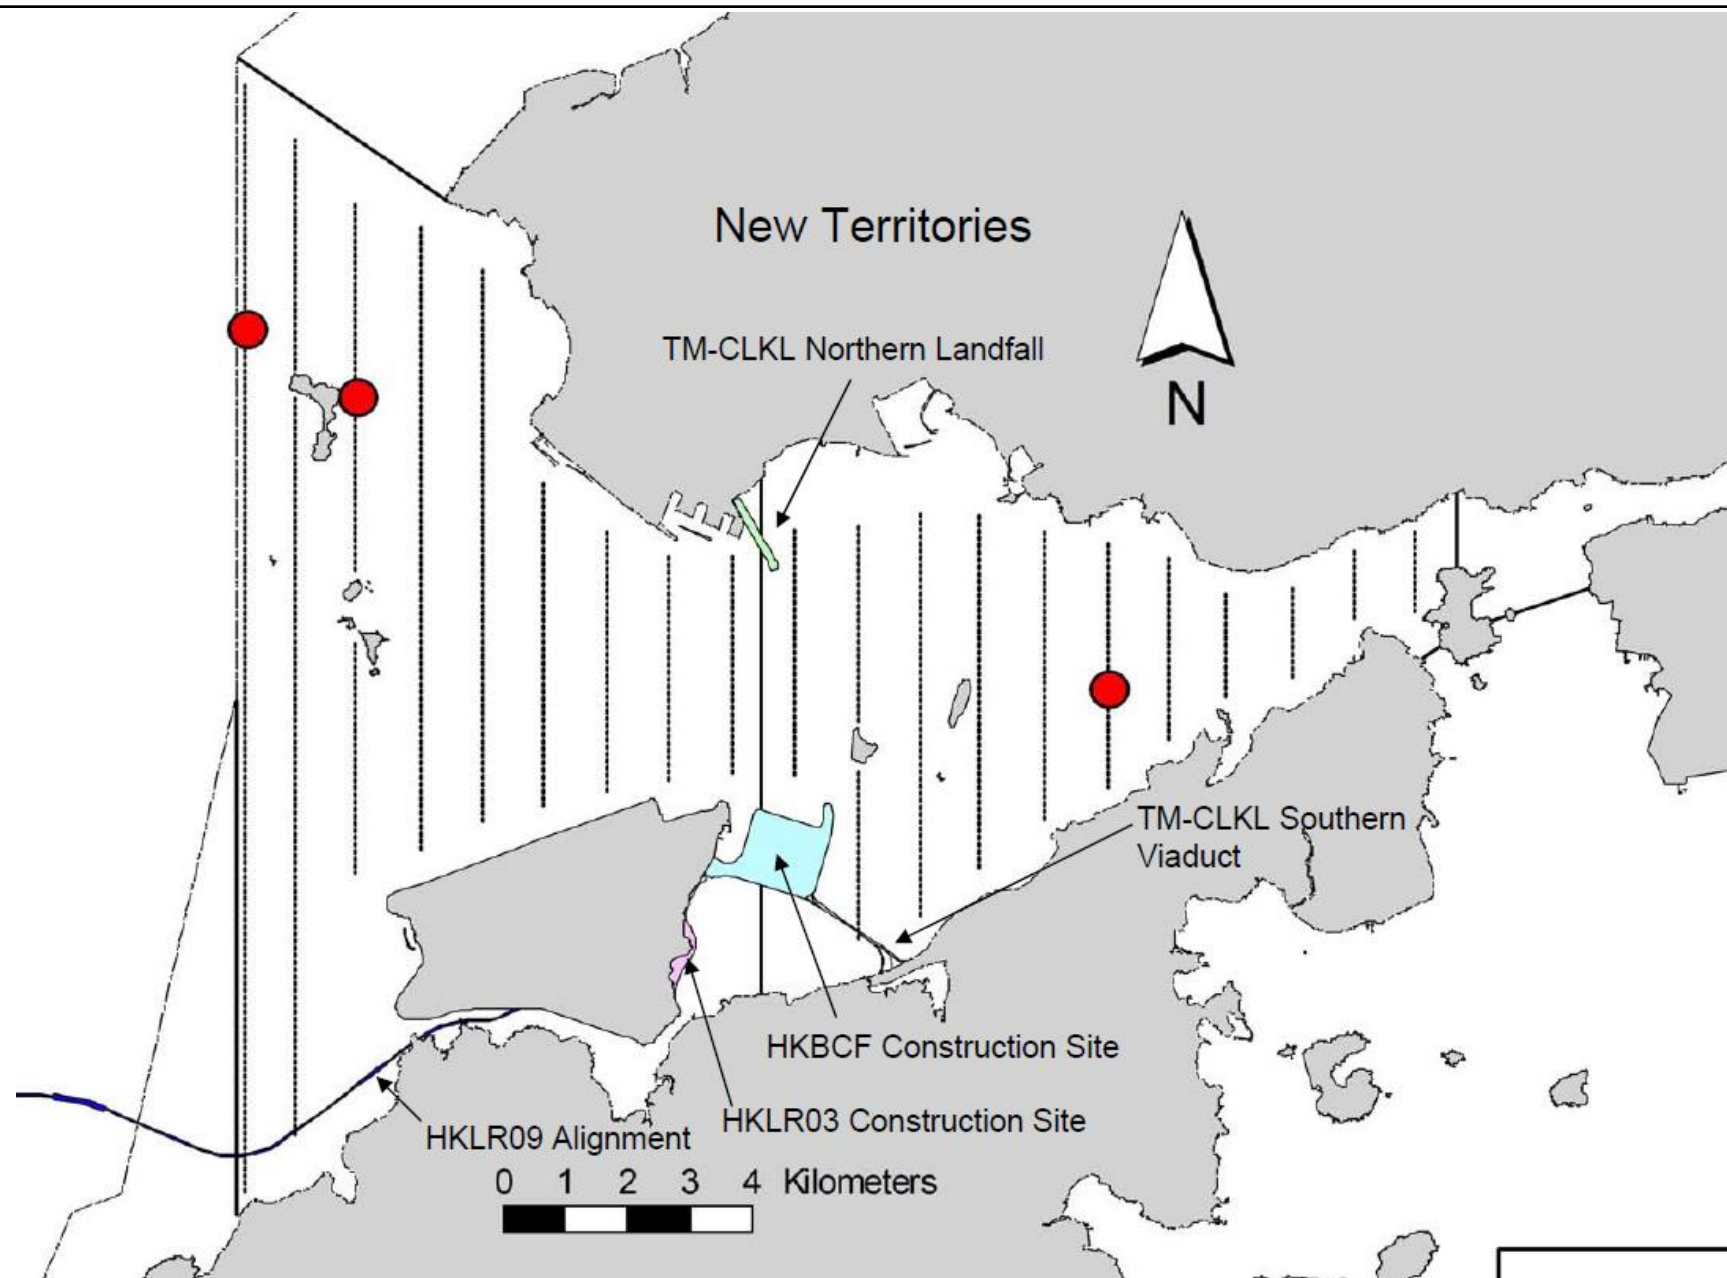 New Territories
TM-CLKL Northern Landfall
N
TM-CLKL Southern
Viaduct
HKBCF Construction Site
HKLR03 Construction Site
HKLR09 Alignment
0 1 2 3 4 Kilometers